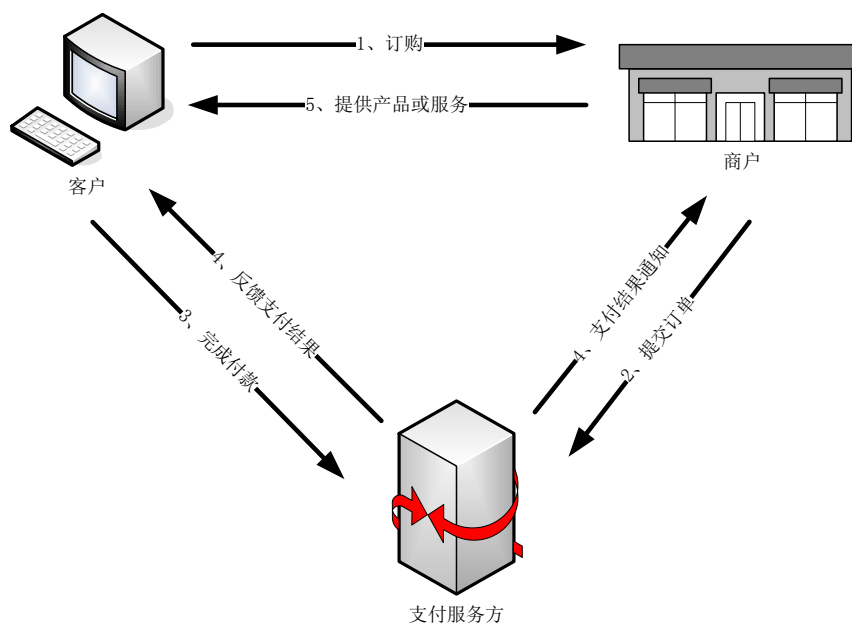 1、订购
5、提供产品或服务
客户
商户
4、反馈支付结果
3、完成付款
4、支付结果通知
2、提交订单
支付服务方